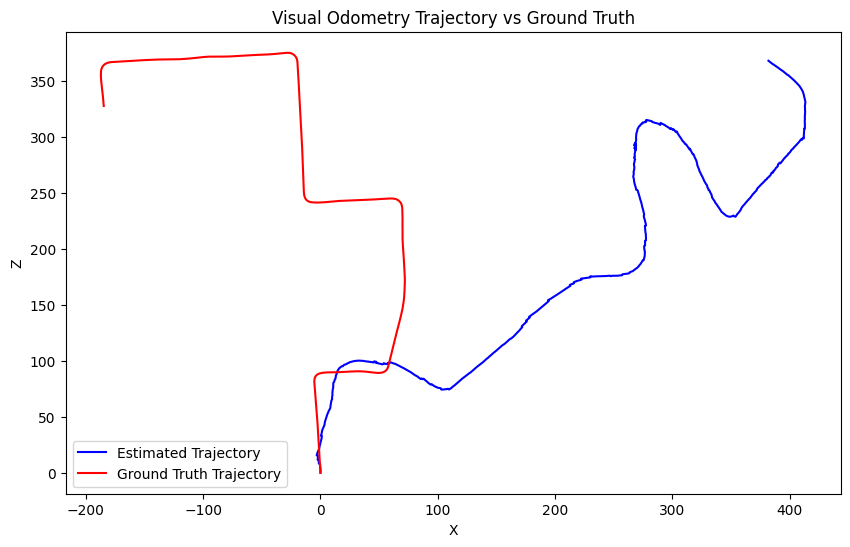 Visual Odometry Trajectory vs Ground Truth
350
300
250
200
150
100
50
0
Z
Estimated Trajectory
Ground Truth Trajectory
−200 −100 0 100 200 300 400
X